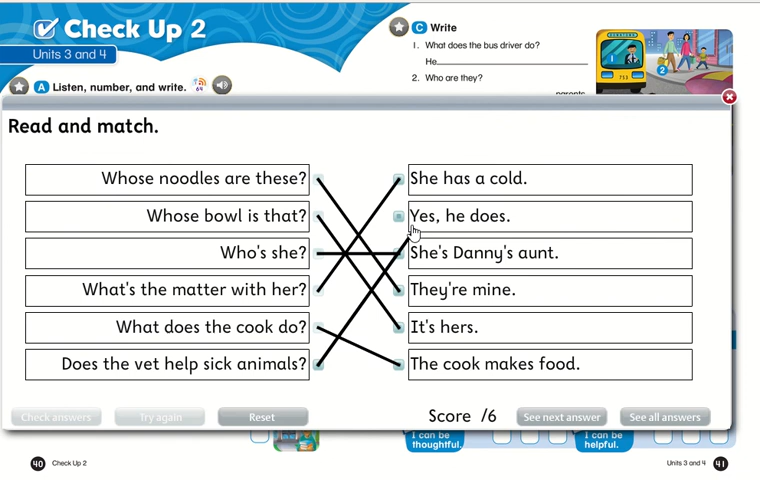 Check Up 2
Units 3 and 4
A Listen, number, and write.
64
C Write
1. What does the bus driver do?
He
2. Who are they?
1
2
753
Read and match.
Whose noodles are these?
Whose bowl is that?
Who's she?
What's the matter with her?
What does the cook do?
Does the vet help sick animals?
She has a cold.
Yes, he does.
She's Danny's aunt.
They're mine.
It's hers.
The cook makes food.
Check answers
Try again
Reset
Score /6
See next answer
See all answers
I can be
thoughtful.
I can be
helpful.
40 Check Up 2
Units 3 and 4 41